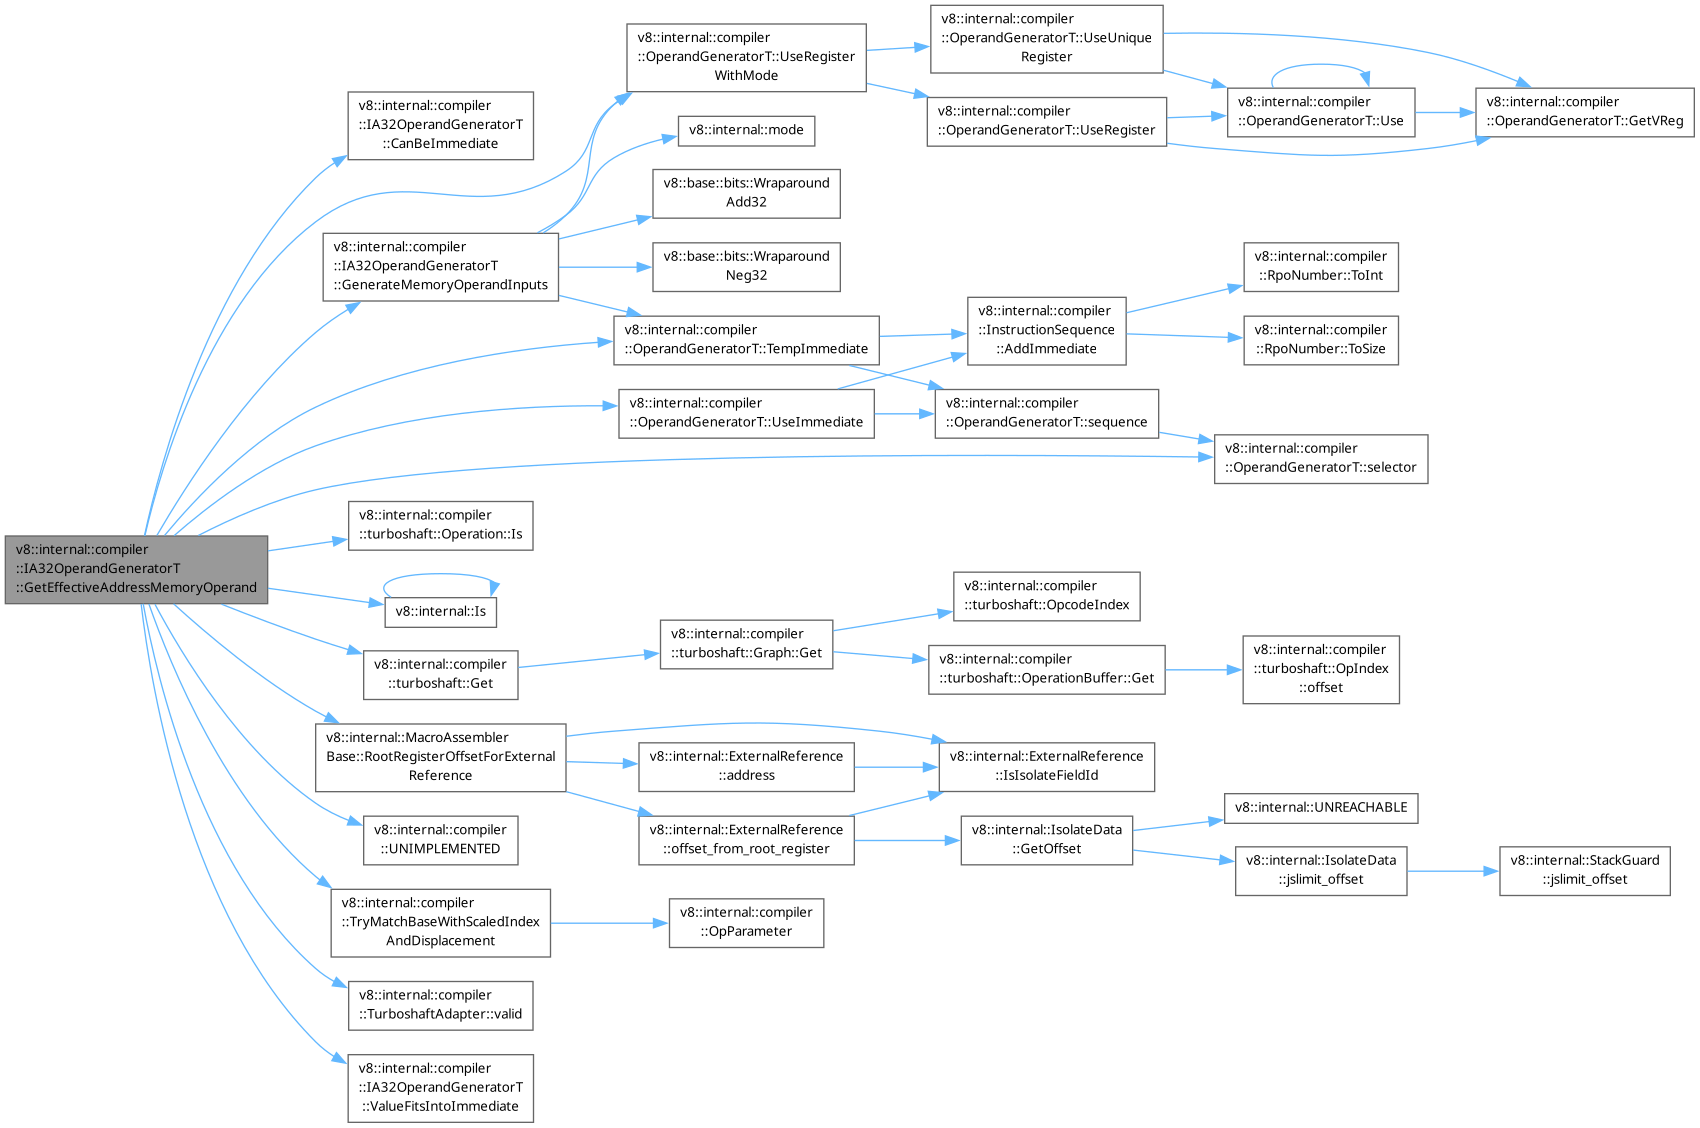 v8::internal::compiler
::IA32OperandGeneratorT
::GetEffectiveAddressMemoryOperand
v8::internal::compiler
::IA32OperandGeneratorT
::CanBeImmediate
v8::internal::compiler
::OperandGeneratorT::UseRegister
WithMode
v8::internal::compiler
::OperandGeneratorT::UseUnique
Register
v8::internal::compiler
::OperandGeneratorT::UseRegister
v8::internal::compiler
::OperandGeneratorT::Use
v8::internal::compiler
::OperandGeneratorT::GetVReg
v8::internal::compiler
::IA32OperandGeneratorT
::GenerateMemoryOperandInputs
v8::internal::mode
v8::base::bits::Wraparound
Add32
v8::base::bits::Wraparound
Neg32
v8::internal::compiler
::OperandGeneratorT::TempImmediate
v8::internal::compiler
::InstructionSequence
::AddImmediate
v8::internal::compiler
::RpoNumber::ToInt
v8::internal::compiler
::RpoNumber::ToSize
v8::internal::compiler
::OperandGeneratorT::UseImmediate
v8::internal::compiler
::OperandGeneratorT::sequence
v8::internal::compiler
::OperandGeneratorT::selector
v8::internal::compiler
::turboshaft::Operation::Is
v8::internal::Is
v8::internal::compiler
::turboshaft::Get
v8::internal::compiler
::turboshaft::Graph::Get
v8::internal::compiler
::turboshaft::OpcodeIndex
v8::internal::compiler
::turboshaft::OperationBuffer::Get
v8::internal::compiler
::turboshaft::OpIndex
::offset
v8::internal::MacroAssembler
Base::RootRegisterOffsetForExternal
Reference
v8::internal::ExternalReference
::address
v8::internal::ExternalReference
::IsIsolateFieldId
v8::internal::ExternalReference
::offset_from_root_register
v8::internal::IsolateData
::GetOffset
v8::internal::UNREACHABLE
v8::internal::IsolateData
::jslimit_offset
v8::internal::StackGuard
::jslimit_offset
v8::internal::compiler
::UNIMPLEMENTED
v8::internal::compiler
::TryMatchBaseWithScaledIndex
AndDisplacement
v8::internal::compiler
::OpParameter
v8::internal::compiler
::TurboshaftAdapter::valid
v8::internal::compiler
::IA32OperandGeneratorT
::ValueFitsIntoImmediate